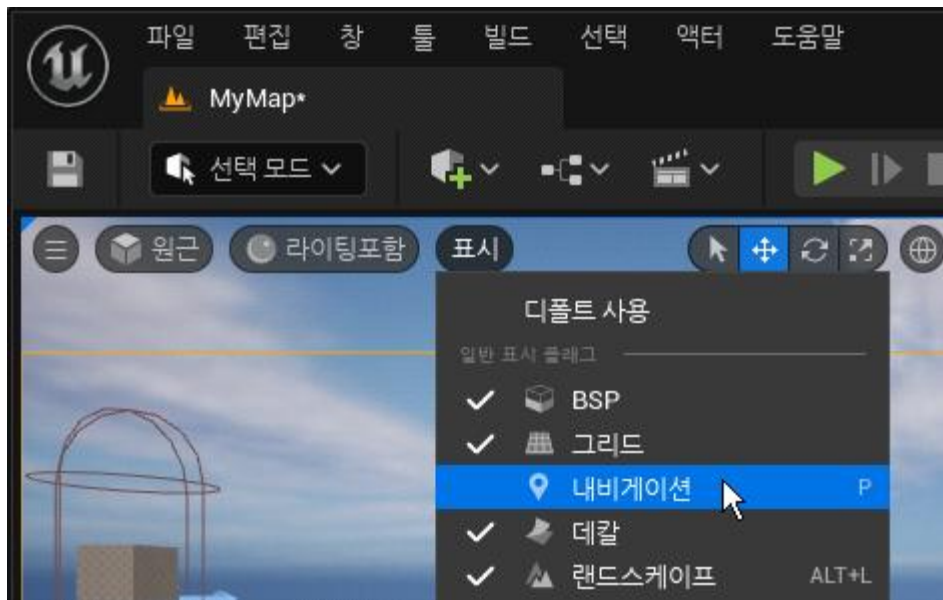 파일 편집 창 툴 빌드 선택 액터 도움말
MyMap*
선택 모드
원근 라이팅포함 표시
디폴트 사용
일반 표시 플래그
BSP
그리드
내비게이션 P
데칼
랜드스케이프 ALT+L